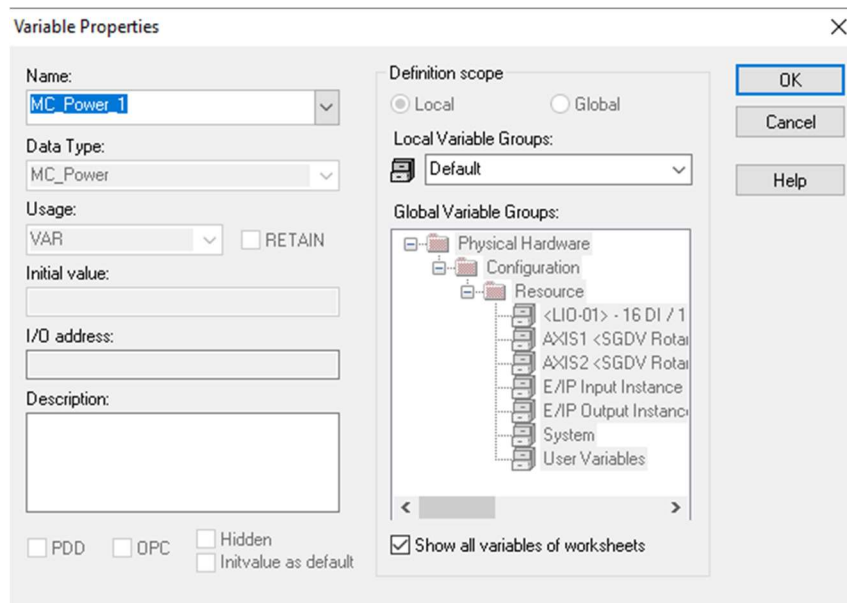 Variable Properties
Name:
MC_Power_1
Data Type:
MC_Power
Usage:
VAR
RETAIN
Initial value:
I/O address:
Description:
PDD
OPC
Hidden
Initvalue as default
Definition scope
Local
Global
Local Variable Groups:
Default
Global Variable Groups:
Physical Hardware
Configuration
Resource
<LIO-01> - 16 DI / 1
AXIS1 <SGDV Rotar
AXIS2 <SGDV Rotar
E/IP Input Instance
E/IP Output Instance
System
User Variables
Show all variables of worksheets
OK
Cancel
Help